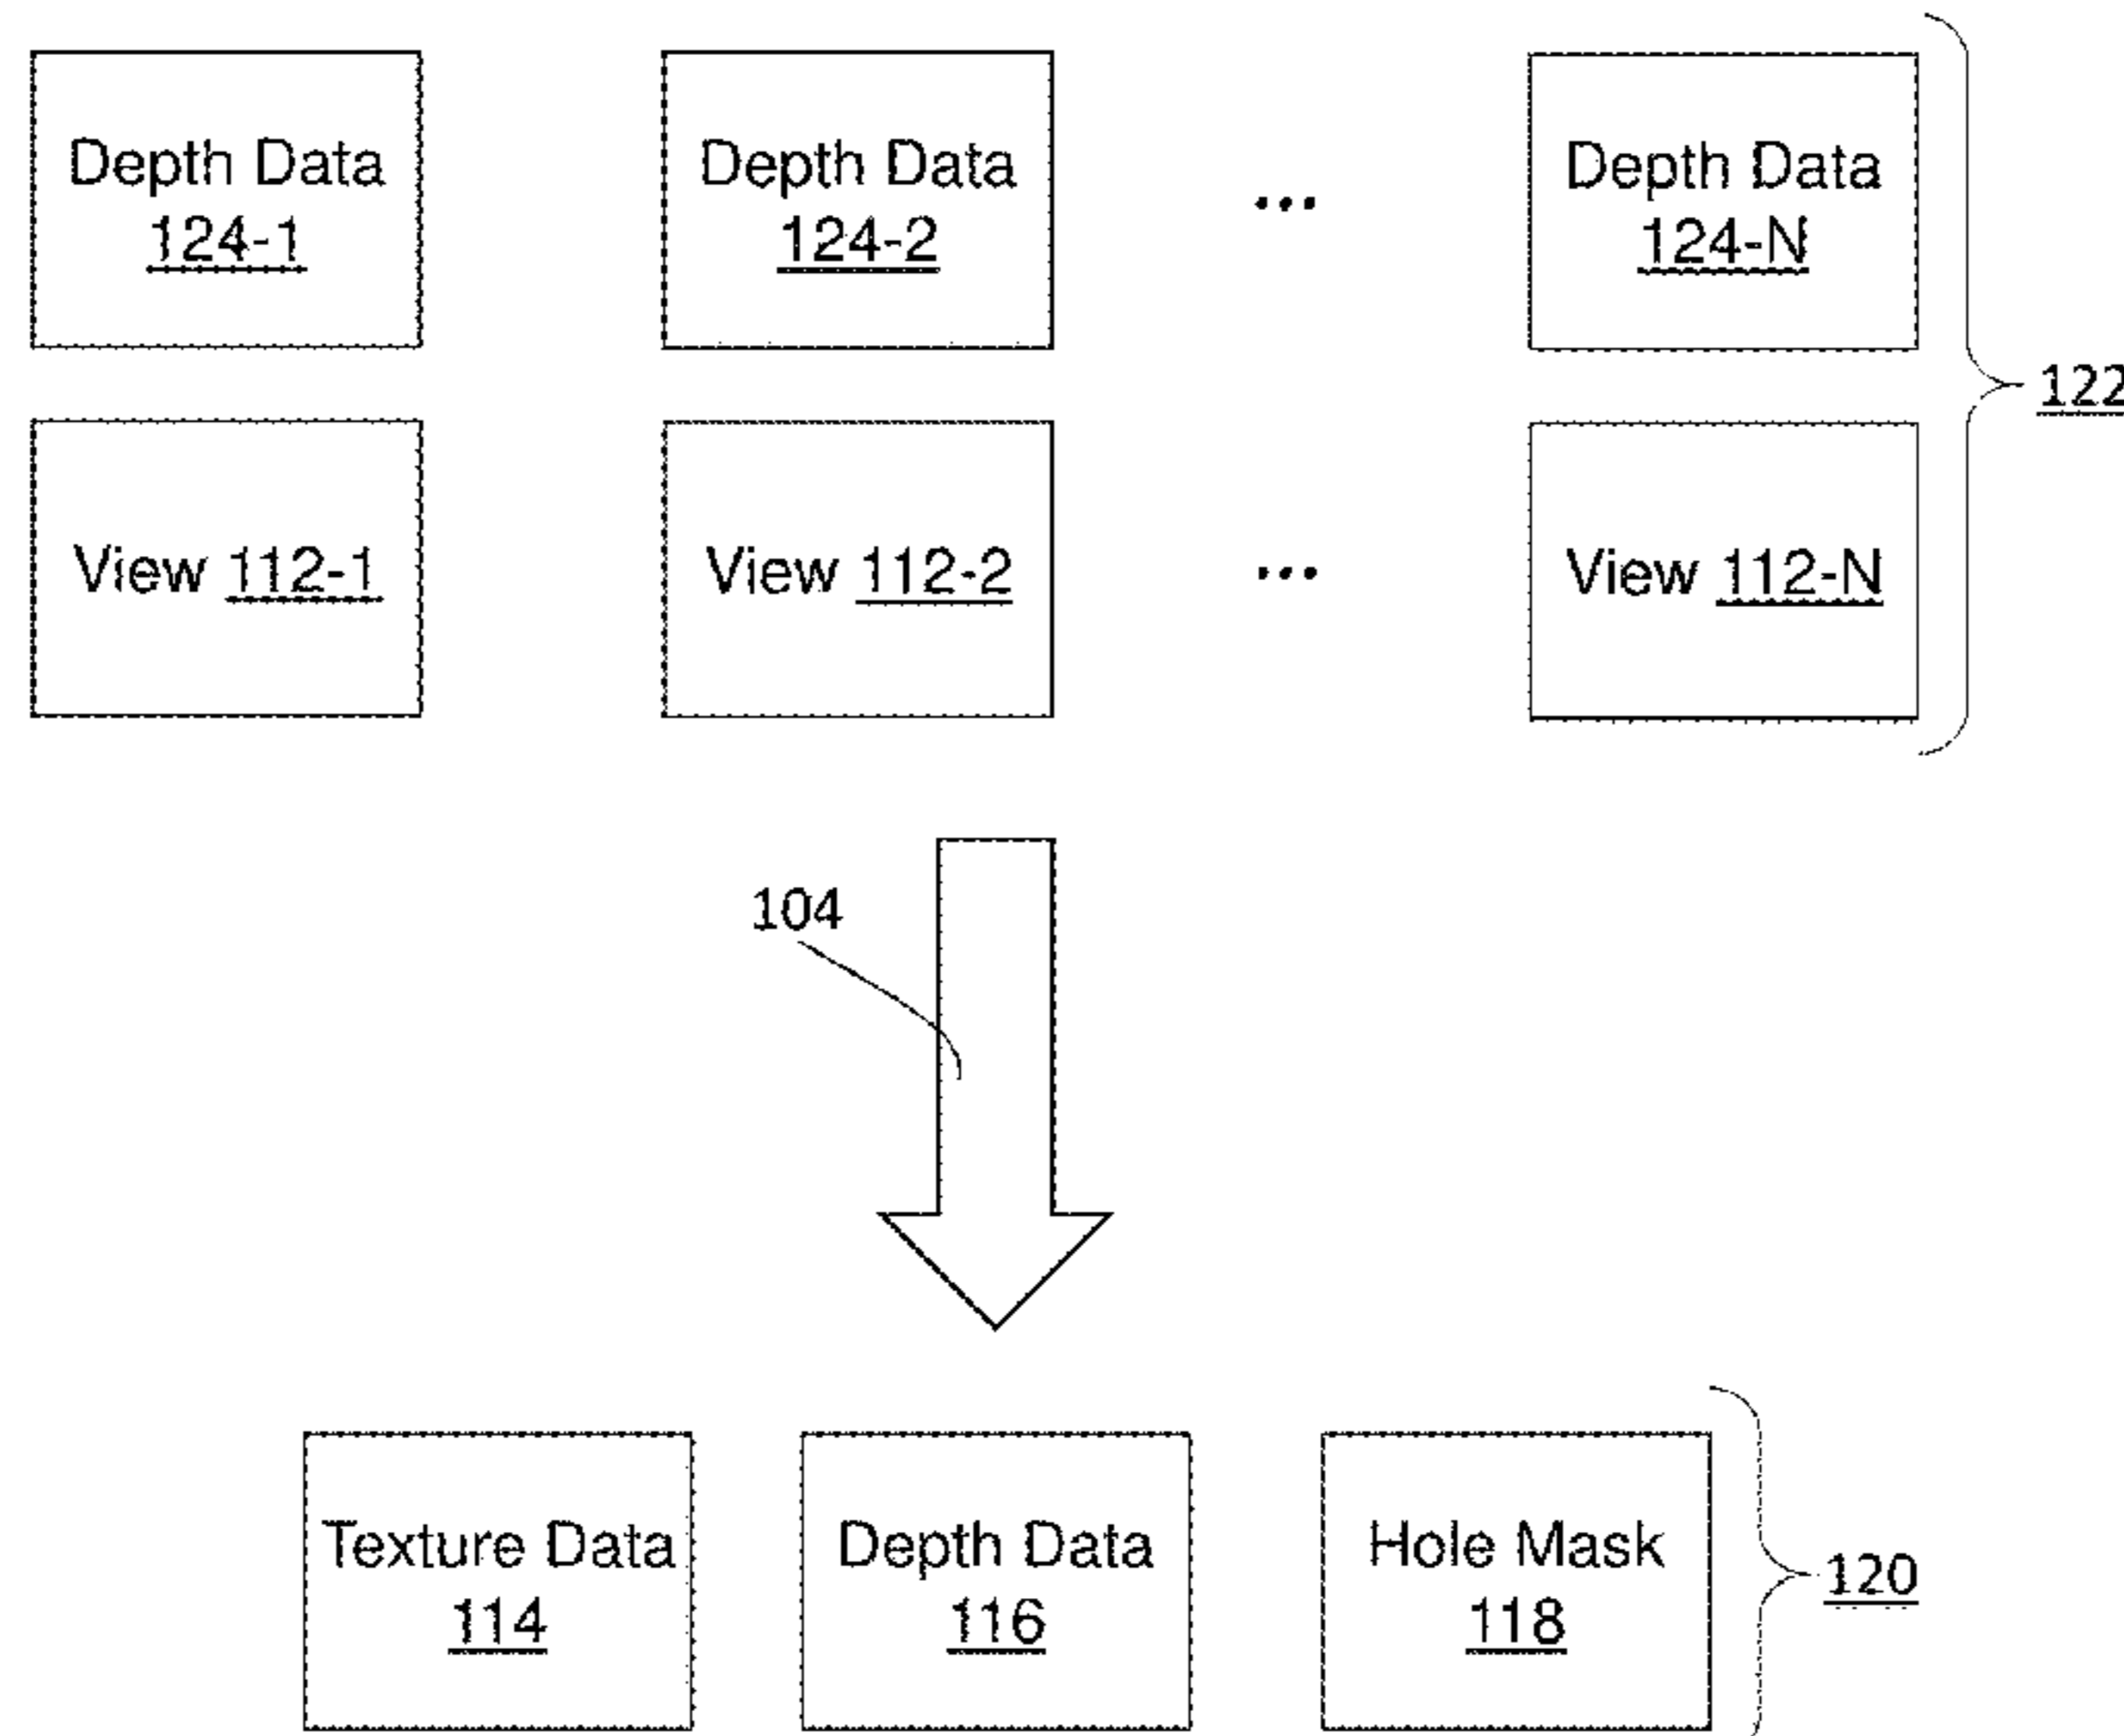 Depth Data
124-1
Depth Data
124-2
...
Depth Data
124-N
122
View 112-1
View 112-2
...
View 112-N
104
Texture Data
114
Depth Data
116
Hole Mask
118
120